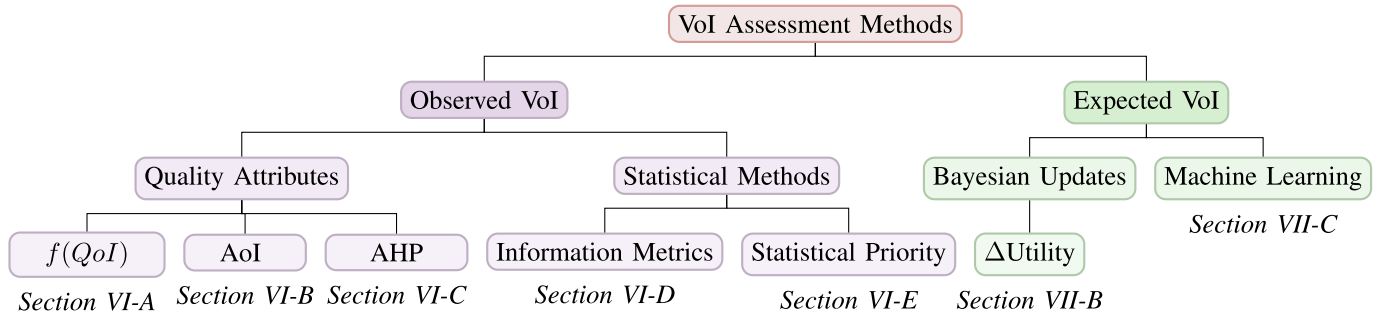 VoI Assessment Methods
Observed VoI
Expected VoI
Quality Attributes
Statistical Methods
Bayesian Updates
Machine Learning
Section VII-C
f(QoI)
AoI
AHP
Information Metrics
Statistical Priority
ΔUtility
Section VI-A
Section VI-B
Section VI-C
Section VI-D
Section VI-E
Section VII-B